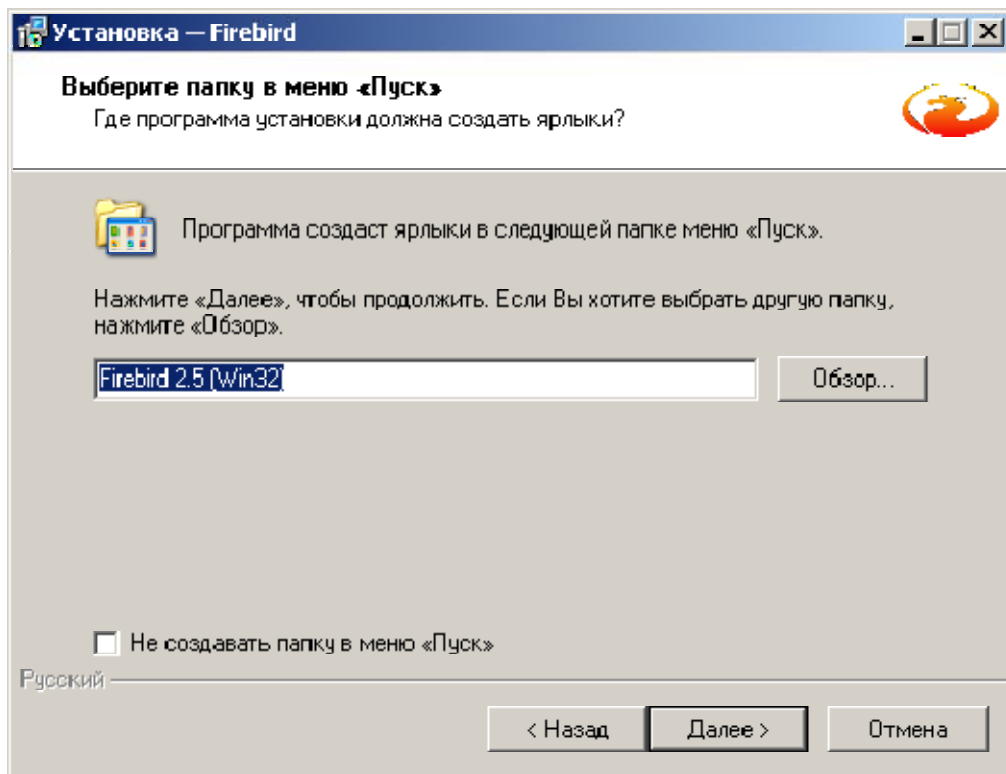 Установка — Firebird
Выберите папку в меню «Пуск»
Где программа установки должна создать ярлыки?
Программа создаст ярлыки в следующей папке меню «Пуск».
Нажмите «Далее», чтобы продолжить. Если Вы хотите выбрать другую папку,
нажмите «Обзор».
Firebird 2.5 (Win32)
Обзор...
Не создавать папку в меню «Пуск»
Русский
< Назад
Далее >
Отмена